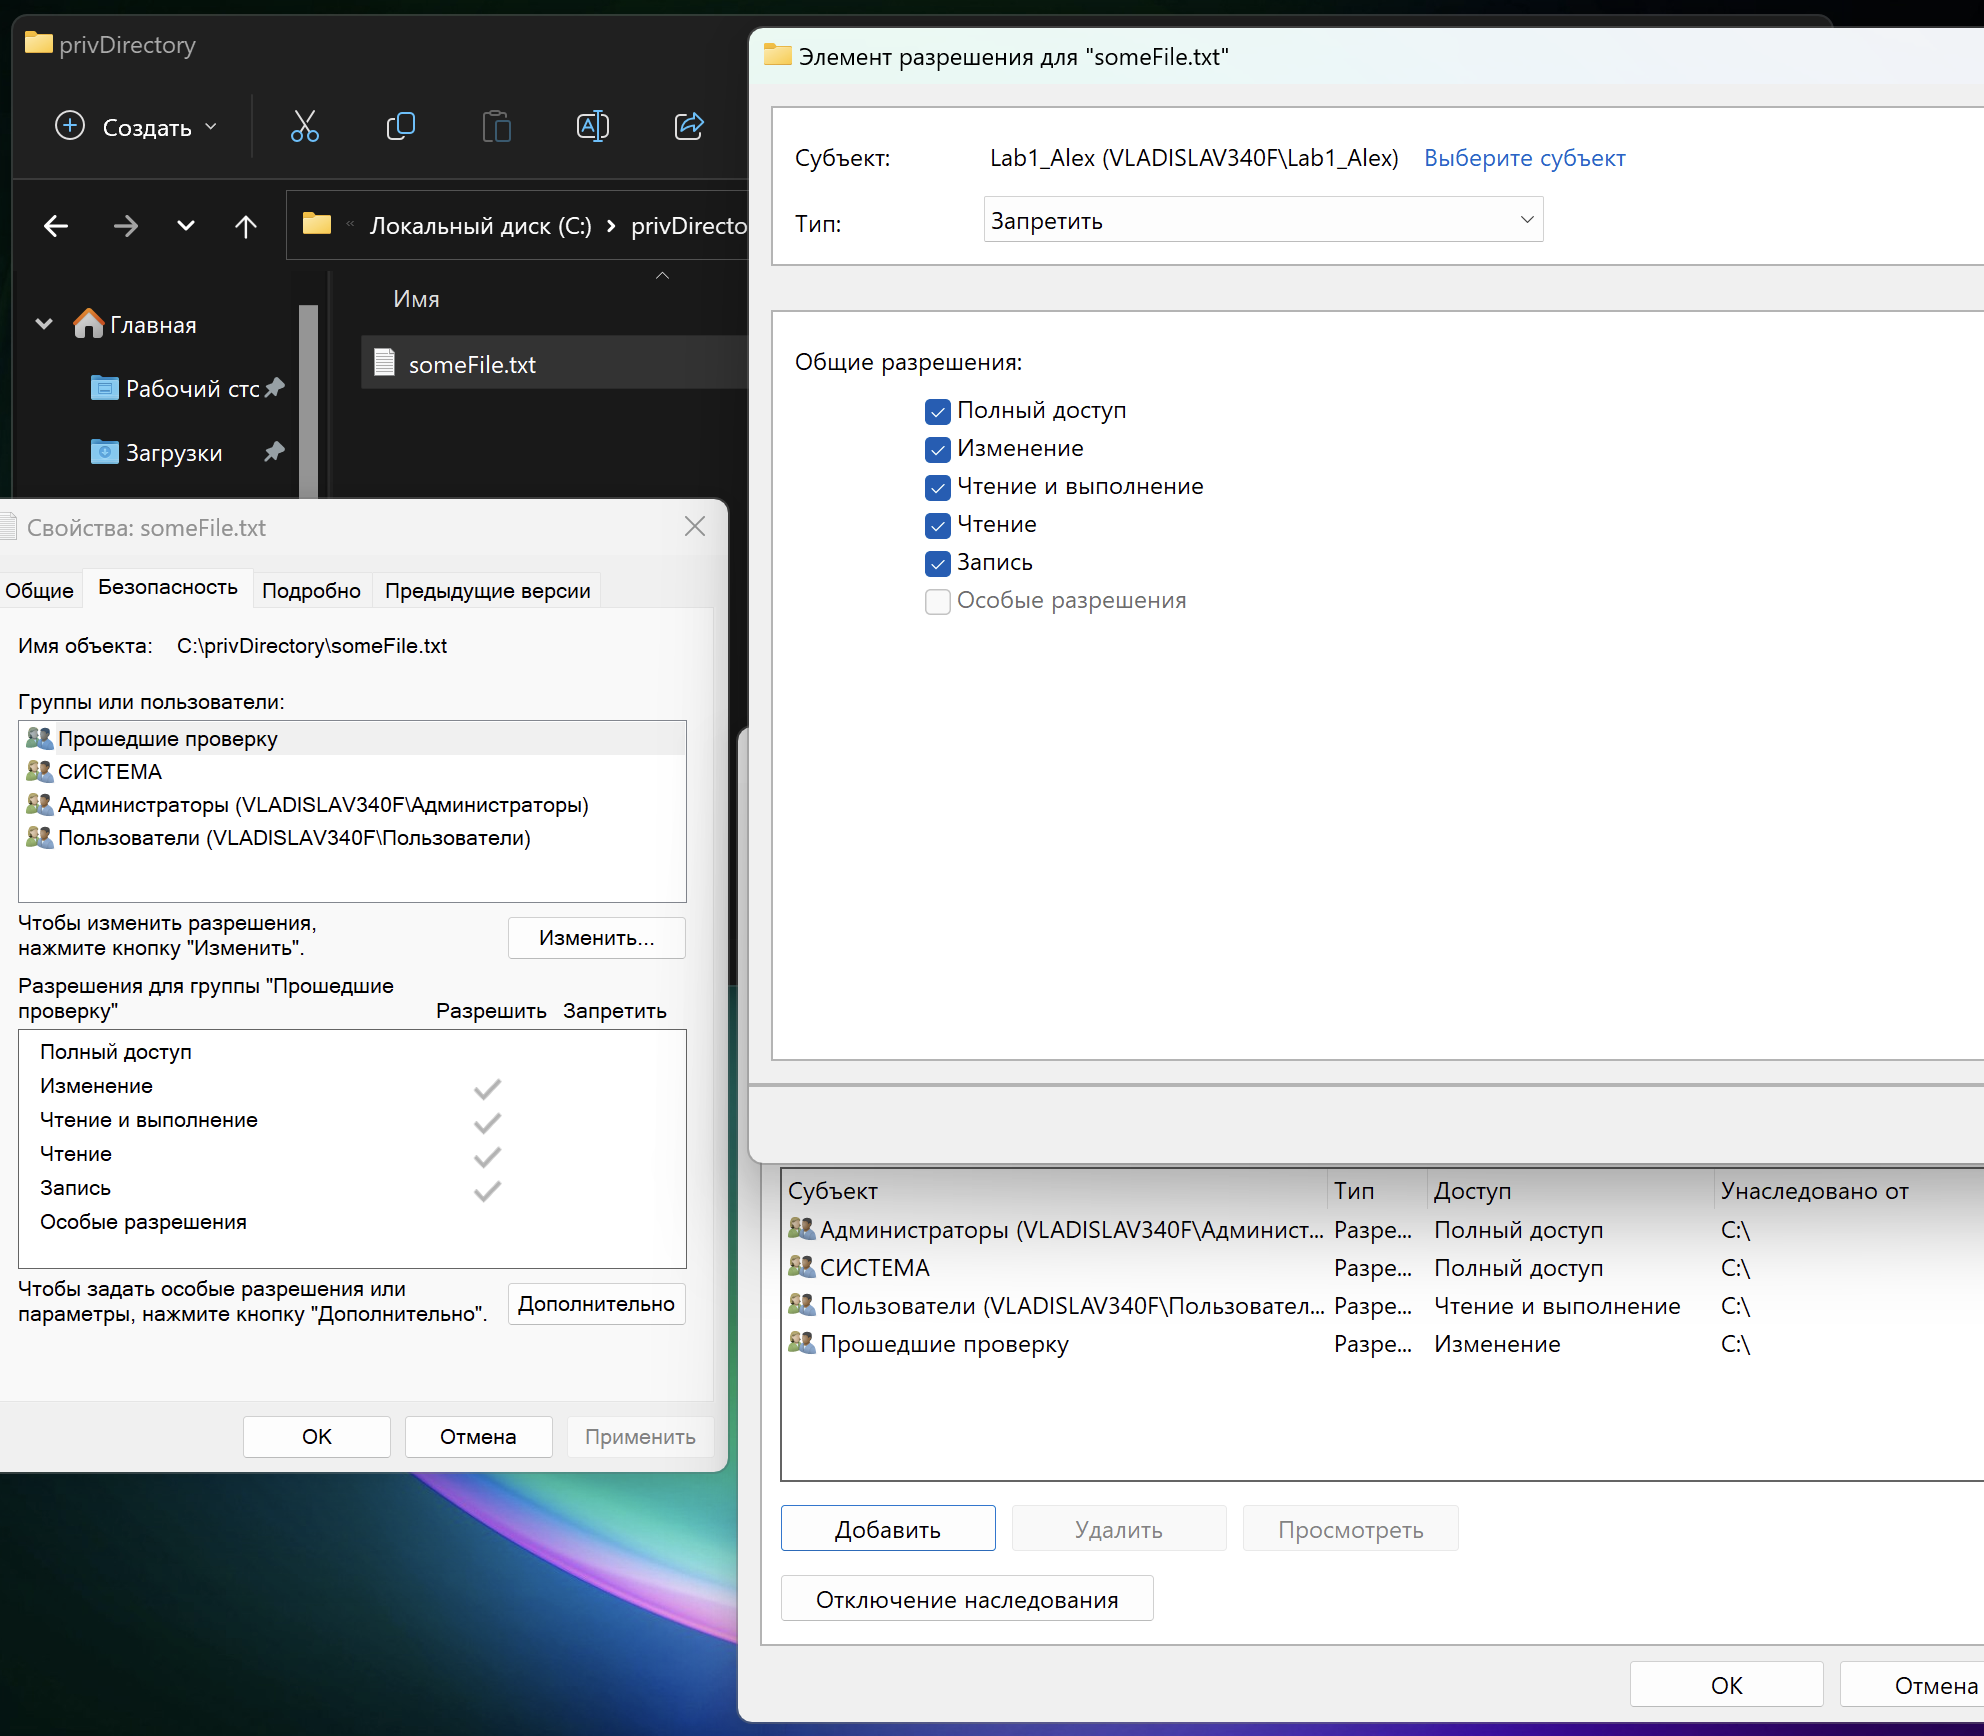 privDirectory
Создать
Локальный диск (C:) › privDirecto
Имя
Главная
someFile.txt
Рабочий стс
Загрузки
Свойства: someFile.txt
Общие Безопасность Подробно Предыдущие версии
Имя объекта: C:\privDirectory\someFile.txt
Группы или пользователи:
Прошедшие проверку
СИСТЕМА
Администраторы (VLADISLAV340F\Администраторы)
Пользователи (VLADISLAV340F\Пользователи)
Чтобы изменить разрешения,
нажмите кнопку "Изменить".
Изменить...
Разрешения для группы "Прошедшие
проверку"
Разрешить Запретить
Полный доступ
Изменение
Чтение и выполнение
Чтение
Запись
Особые разрешения
Чтобы задать особые разрешения или
параметры, нажмите кнопку "Дополнительно".
Дополнительно
ОК Отмена Применить
Элемент разрешения для "someFile.txt"
Субъект: Lab1_Alex (VLADISLAV340F\Lab1_Alex) Выберите субъект
Тип: Запретить
Общие разрешения:
Полный доступ
Изменение
Чтение и выполнение
Чтение
Запись
Особые разрешения
Субъект Тип Доступ Унаследовано от
Администраторы (VLADISLAV340F\Админист... Разре... Полный доступ C:\
СИСТЕМА Разре... Полный доступ C:\
Пользователи (VLADISLAV340F\Пользовател... Разре... Чтение и выполнение C:\
Прошедшие проверку Разре... Изменение C:\
Добавить Удалить Просмотреть
Отключение наследования
ОК Отмена